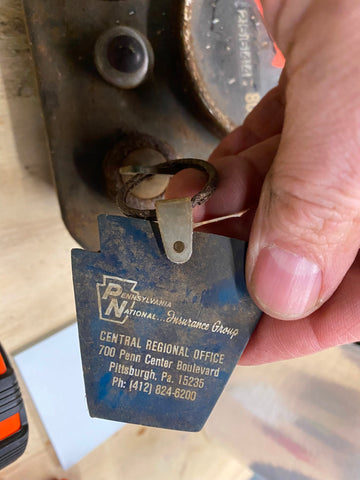 PENNSYLVANIA
PN
NATIONAL...Insurance Group
CENTRAL REGIONAL OFFICE
700 Penn Center Boulevard
Pittsburgh, Pa. 15235
Ph: (412) 824-6200